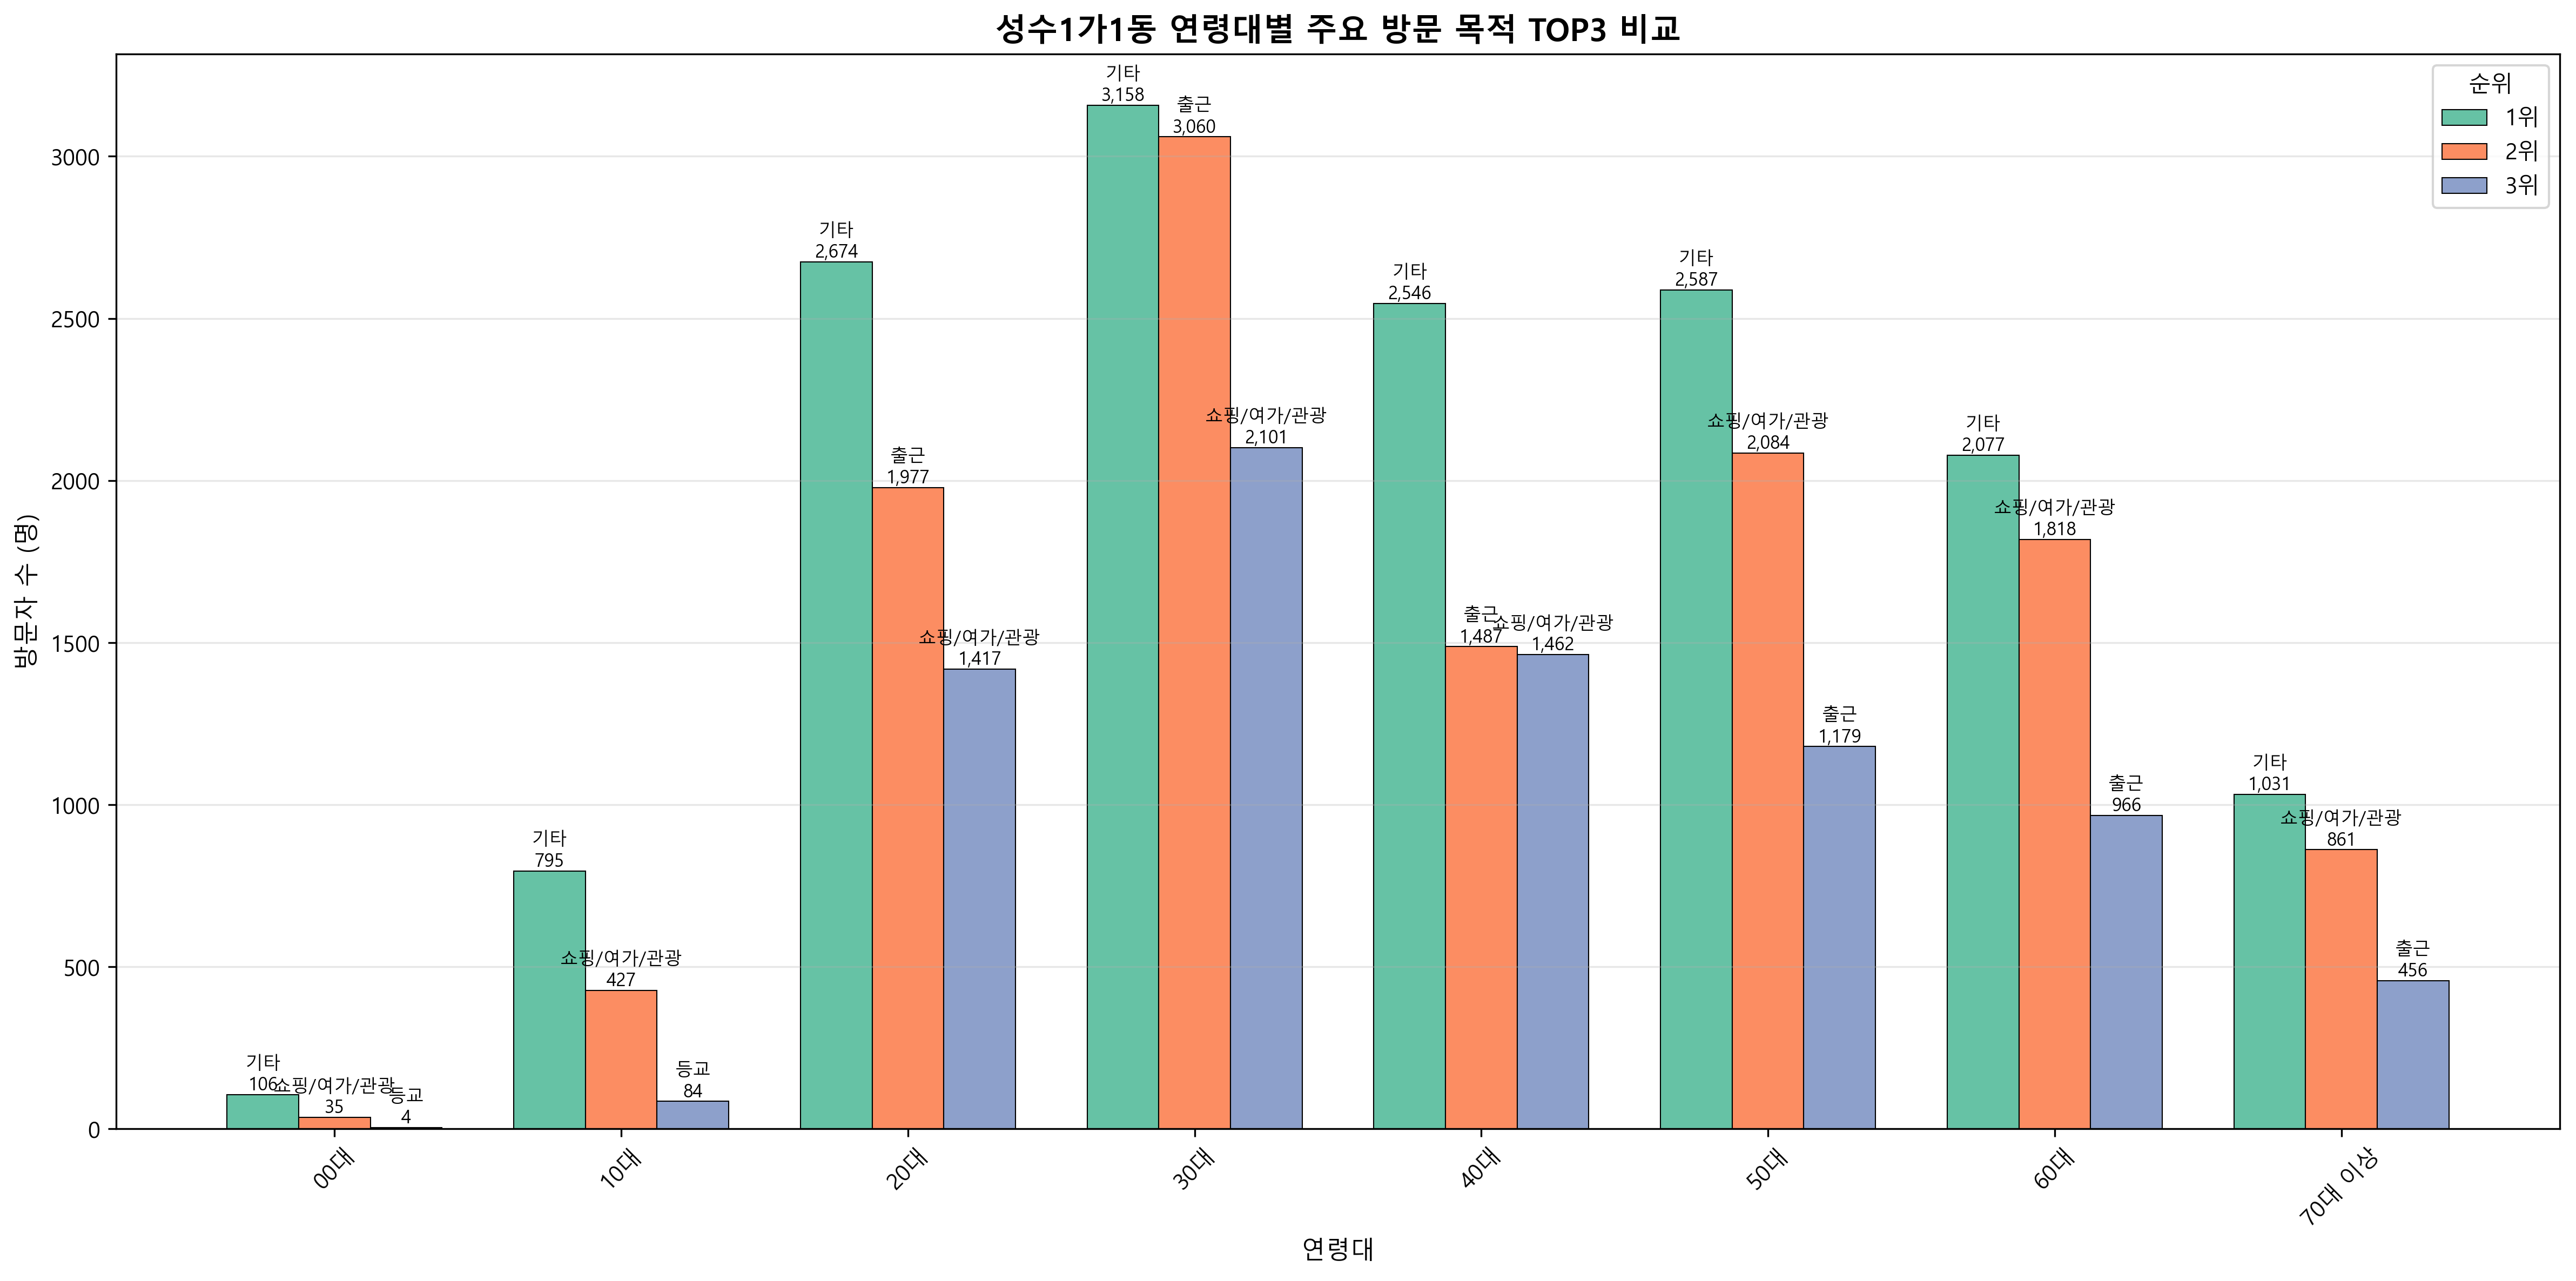 성수1가1동 연령대별 주요 방문 목적 TOP3 비교
순위
1위
2위
3위
방문자 수 (명)
3000
2500
2000
1500
1000
500
0
기타
106
쇼핑/여가/관광
35
등교
4
기타
795
쇼핑/여가/관광
427
등교
84
기타
2,674
출근
1,977
쇼핑/여가/관광
1,417
기타
3,158
출근
3,060
쇼핑/여가/관광
2,101
기타
2,546
출근
1,487
쇼핑/여가/관광
1,462
기타
2,587
쇼핑/여가/관광
2,084
출근
1,179
기타
2,077
쇼핑/여가/관광
1,818
출근
966
기타
1,031
쇼핑/여가/관광
861
출근
456
00대
10대
20대
30대
40대
50대
60대
70대 이상
연령대